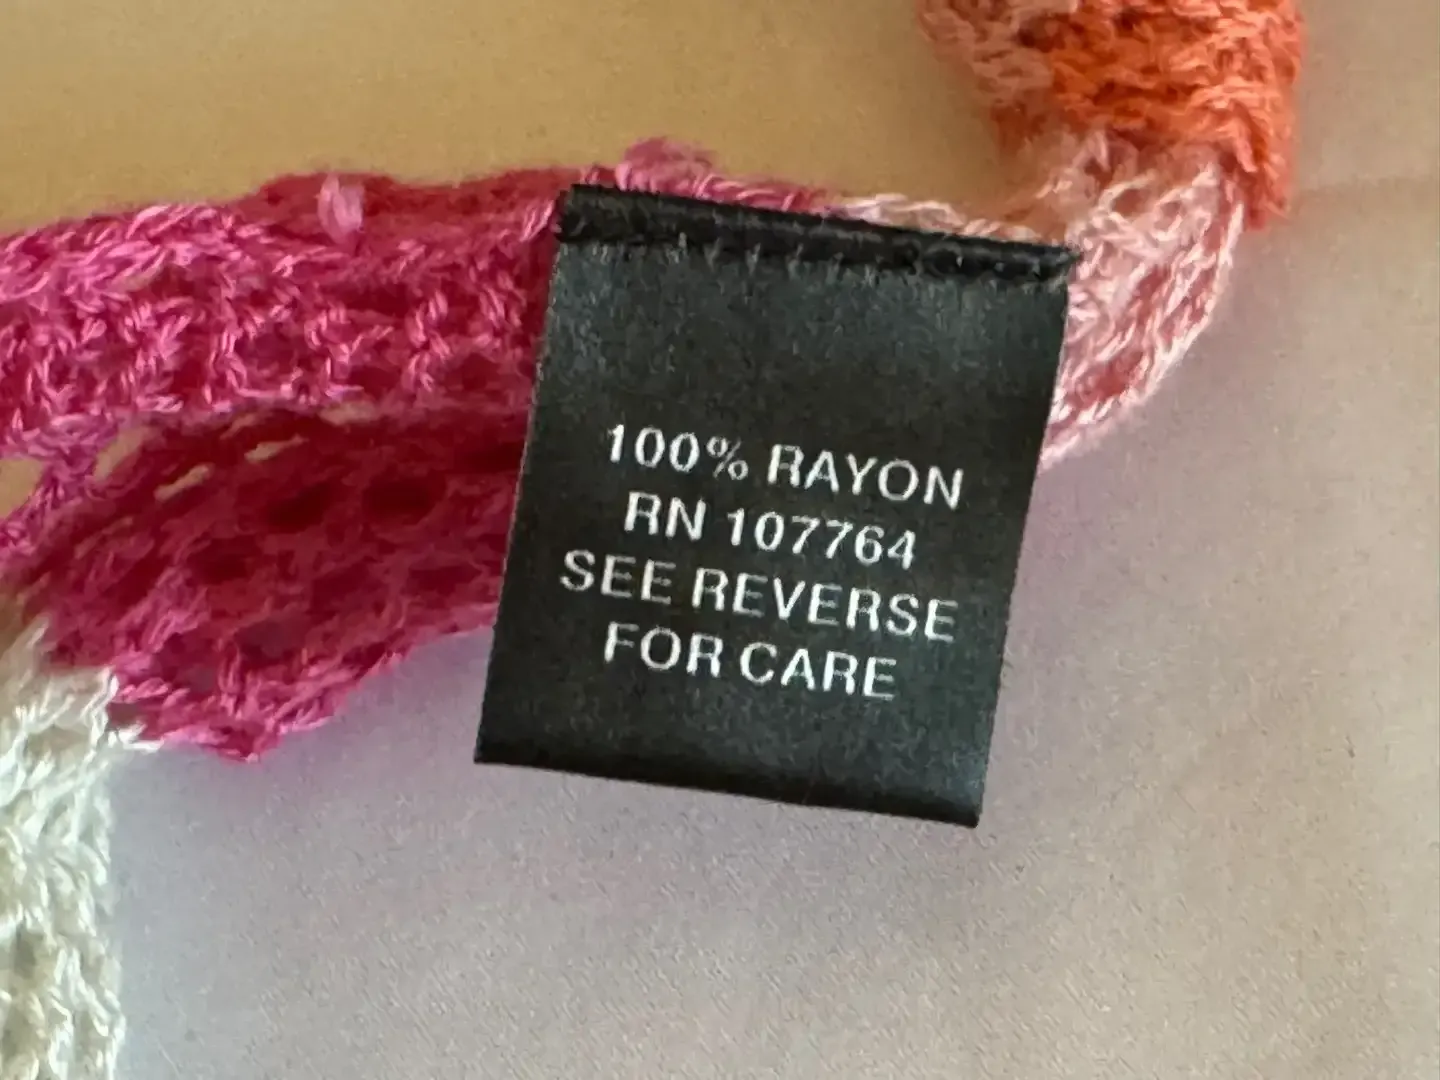 100% RAYON
RN 107764
SEE REVERSE
FOR CARE